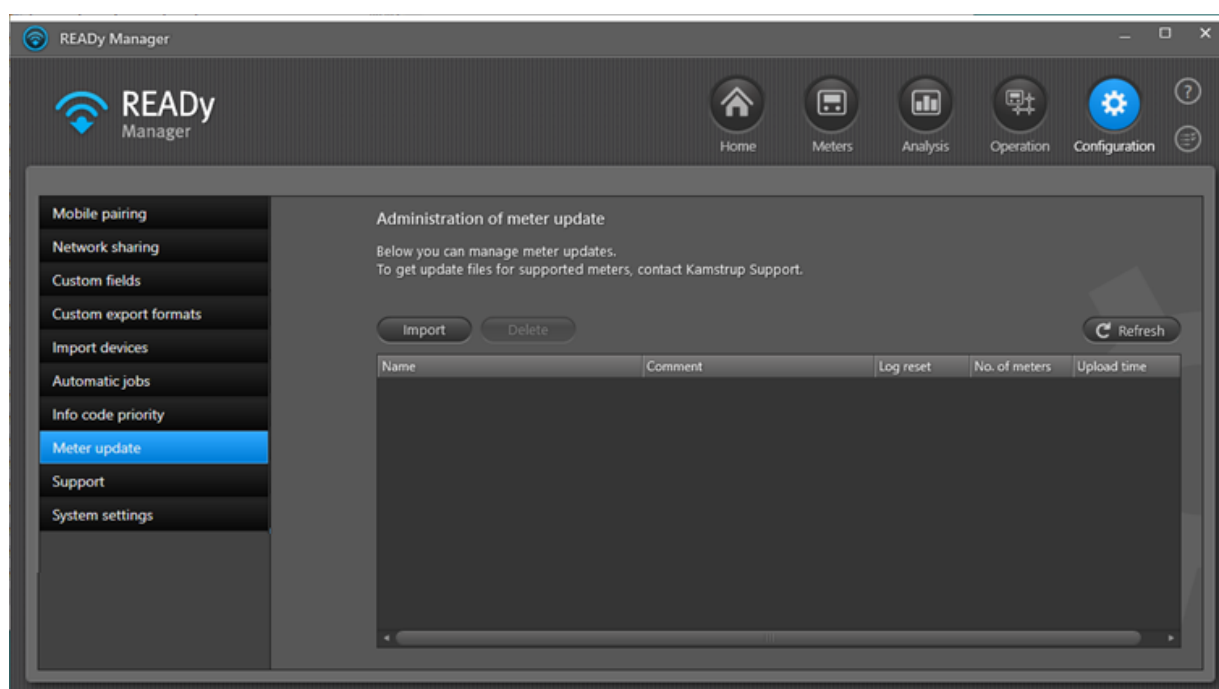 READy Manager
READy
Manager
Home
Meters
Analysis
Operation
Configuration
?
Mobile pairing
Network sharing
Custom fields
Custom export formats
Import devices
Automatic jobs
Info code priority
Meter update
Support
System settings
Administration of meter update
Below you can manage meter updates.
To get update files for supported meters, contact Kamstrup Support.
Import
Delete
Refresh
Name
Comment
Log reset
No. of meters
Upload time